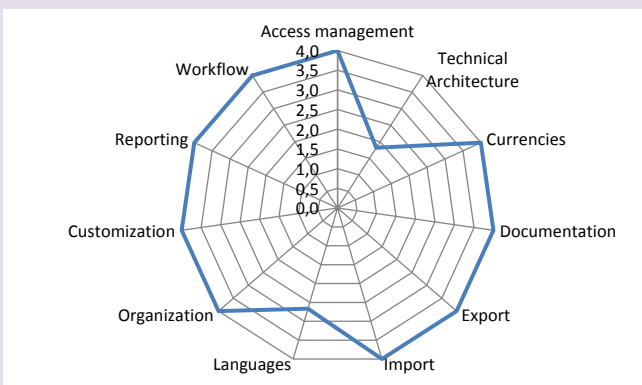 Access management
Technical
Architecture
Currencies
Documentation
Export
Import
Languages
Organization
Customization
Reporting
Workflow
4,0
3,5
3,0
2,5
2,0
1,5
1,0
0,5
0,0